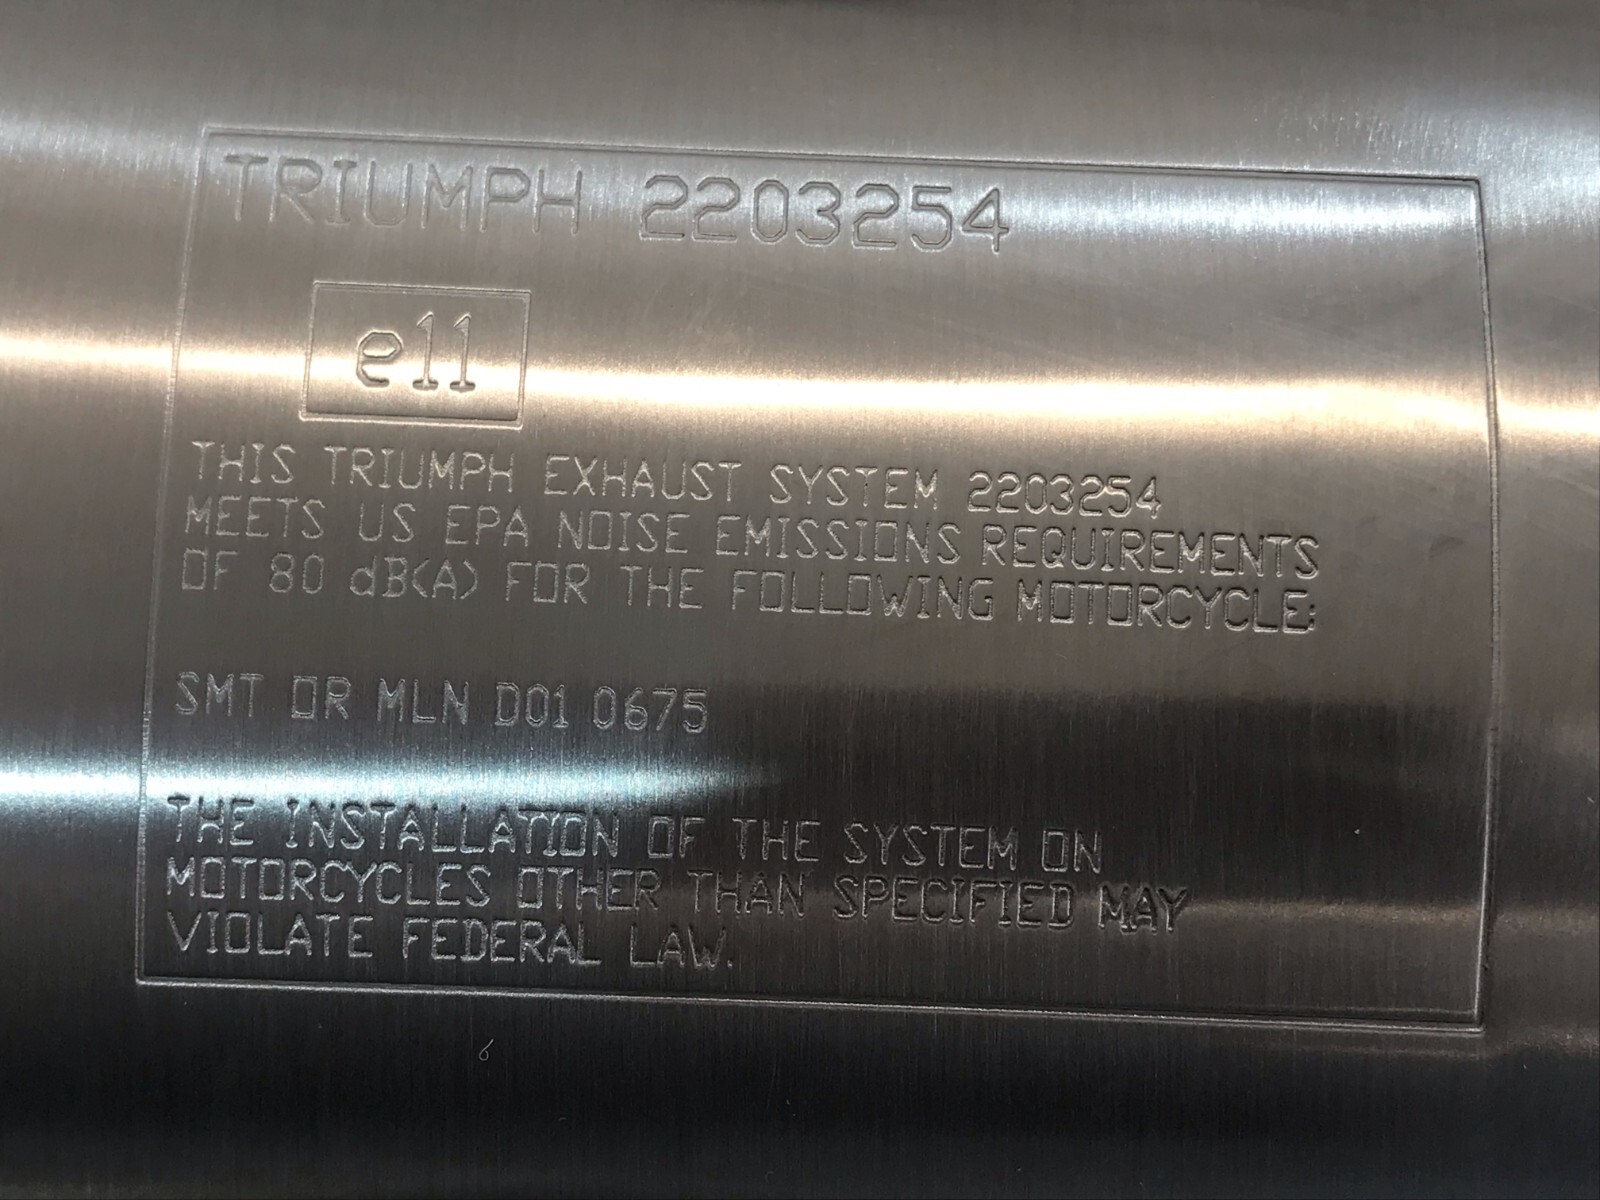 TRIUMPH 2203254
e11
THIS TRIUMPH EXHAUST SYSTEM 2203254
MEETS US EPA NOISE EMISSIONS REQUIREMENTS
OF 80 dB(A) FOR THE FOLLOWING MOTORCYCLE:
SMT OR MLN D01 0675
THE INSTALLATION OF THE SYSTEM ON
MOTORCYCLES OTHER THAN SPECIFIED MAY
VIOLATE FEDERAL LAW.